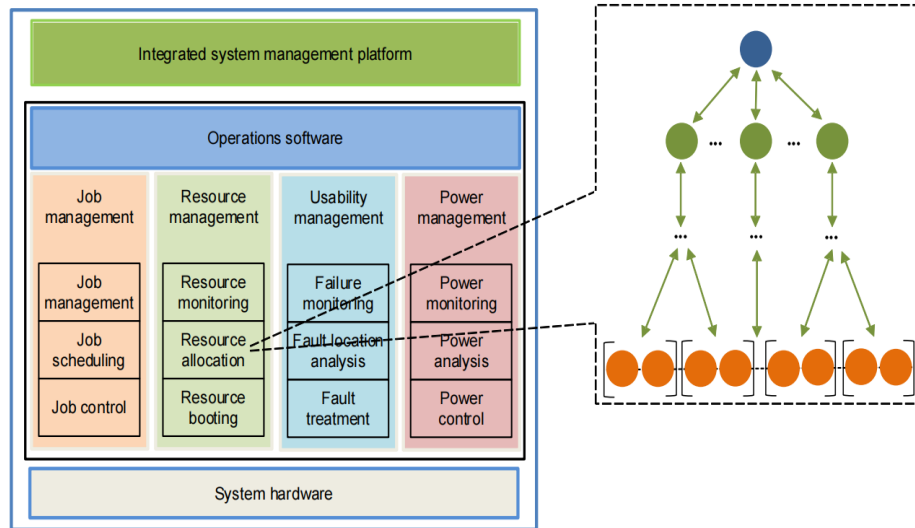 Integrated system management platform
Operations software
Job
management
Job
management
Job
scheduling
Job control
Resource
management
Resource
monitoring
Resource
allocation
Resource
booting
Usability
management
Failure
monitoring
Fault location
analysis
Fault
treatment
Power
management
Power
monitoring
Power
analysis
Power
control
System hardware
... ...
... ... ...